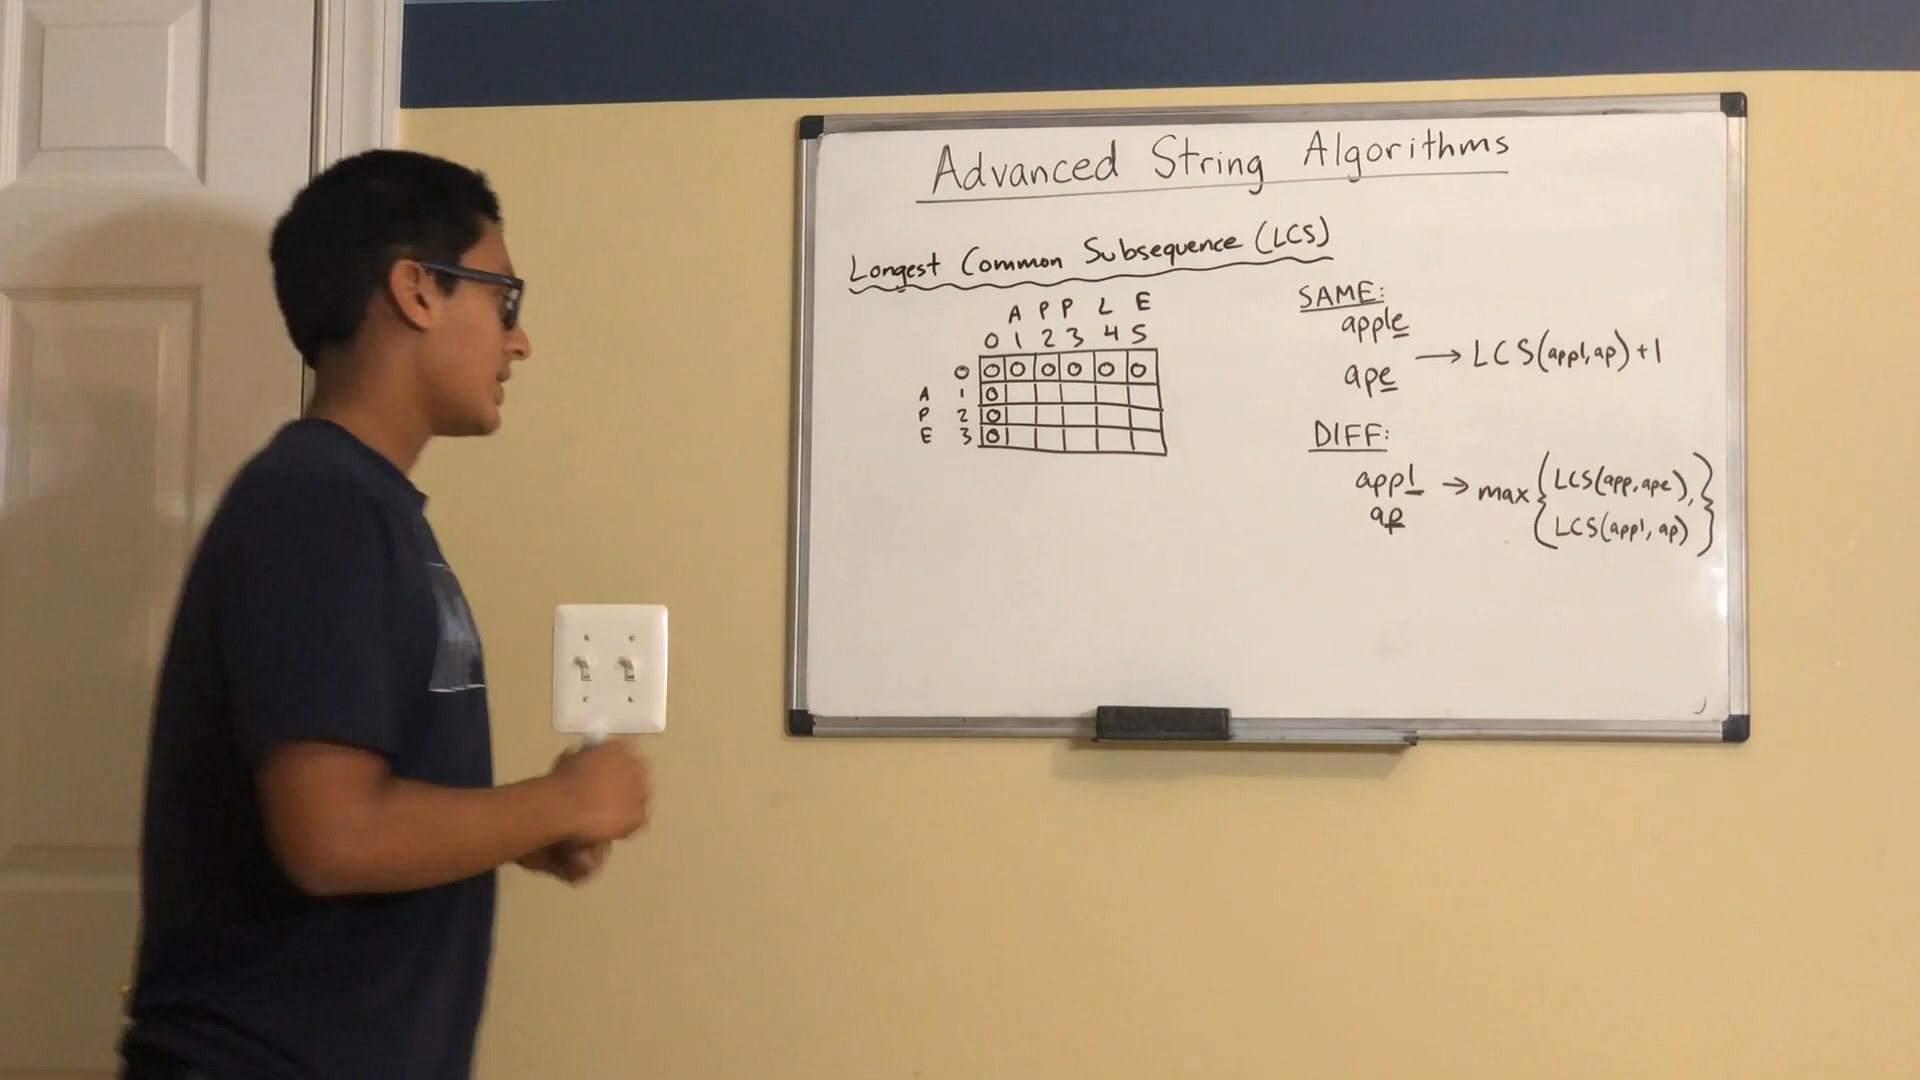 Advanced String Algorithms
Longest Common Subsequence (LCS)
A P P L E
0 1 2 3 4 5
0 0 0 0 0 0 0
A 1 0
P 2 0
E 3 0
SAME:
apple
ape
→ LCS(appl,ap)+1
DIFF:
appl
ap
→ max { LCS(app,ape),
LCS(appl, ap) }